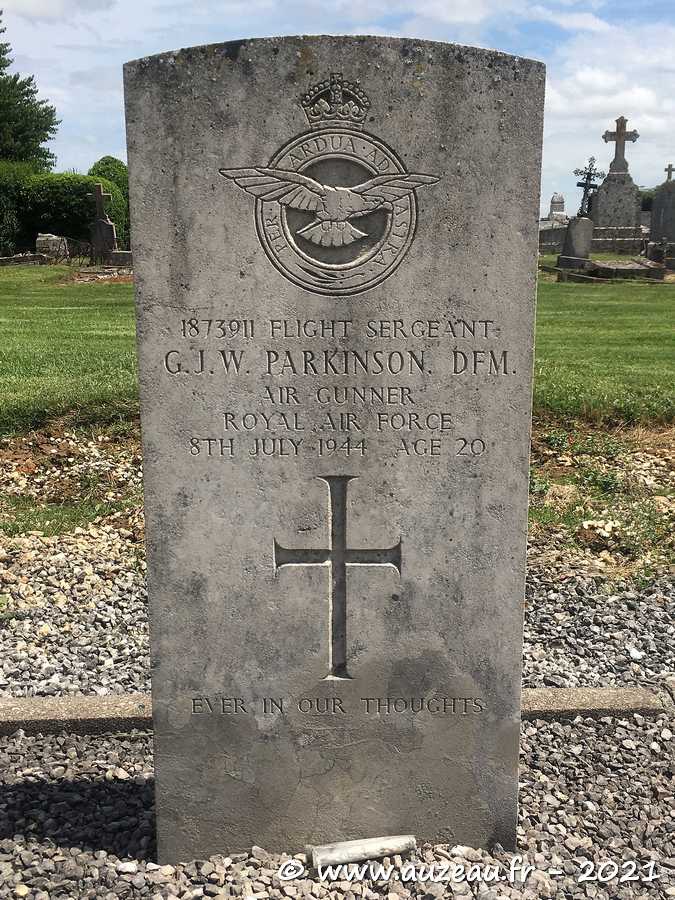 PER · ARDUA · AD · ASTRA
1873911 FLIGHT SERGEANT
G.J.W. PARKINSON, DFM.
AIR GUNNER
ROYAL AIR FORCE
8TH JULY 1944 AGE 20
EVER IN OUR THOUGHTS
© www.auzeau.fr - 2021